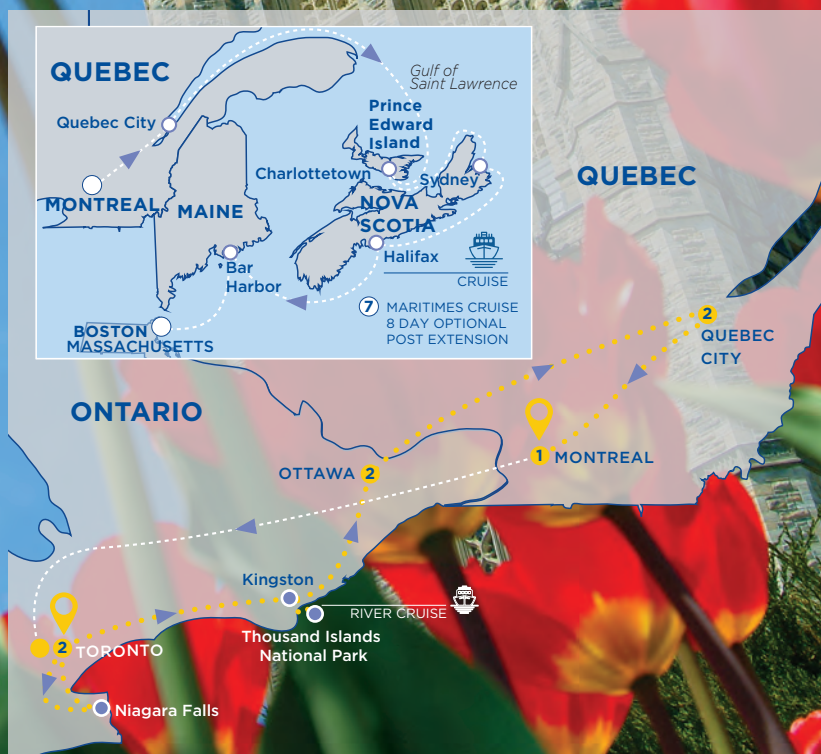 QUEBEC
Gulf of
Saint Lawrence
Quebec City
Prince
Edward
Island
Charlottetown
Sydney
MONTREAL
MAINE
NOVA
SCOTIA
Halifax
Bar
Harbor
CRUISE
7 MARITIMES CRUISE
8 DAY OPTIONAL
POST EXTENSION
BOSTON
MASSACHUSETTS
QUEBEC
2
QUEBEC
CITY
ONTARIO
1 MONTREAL
OTTAWA 2
Kingston
RIVER CRUISE
Thousand Islands
National Park
2 TORONTO
Niagara Falls